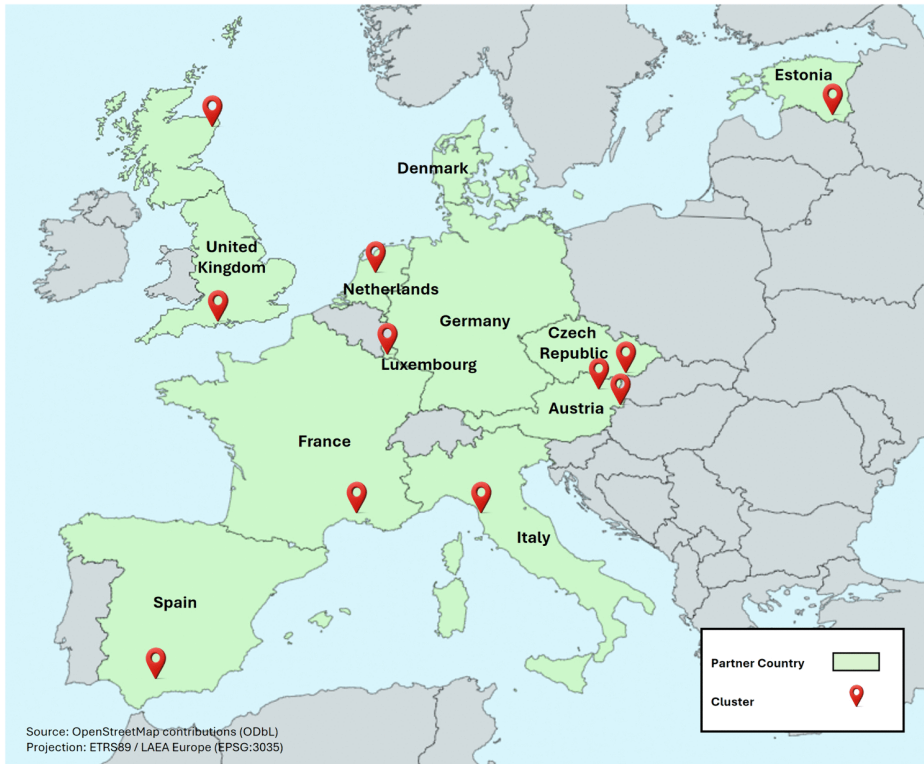 Estonia
Denmark
United
Kingdom
Netherlands
Germany
Czech
Republic
Luxembourg
Austria
France
Italy
Spain
Partner Country
Cluster
Source: OpenStreetMap contributions (ODbL)
Projection: ETRS89 / LAEA Europe (EPSG:3035)